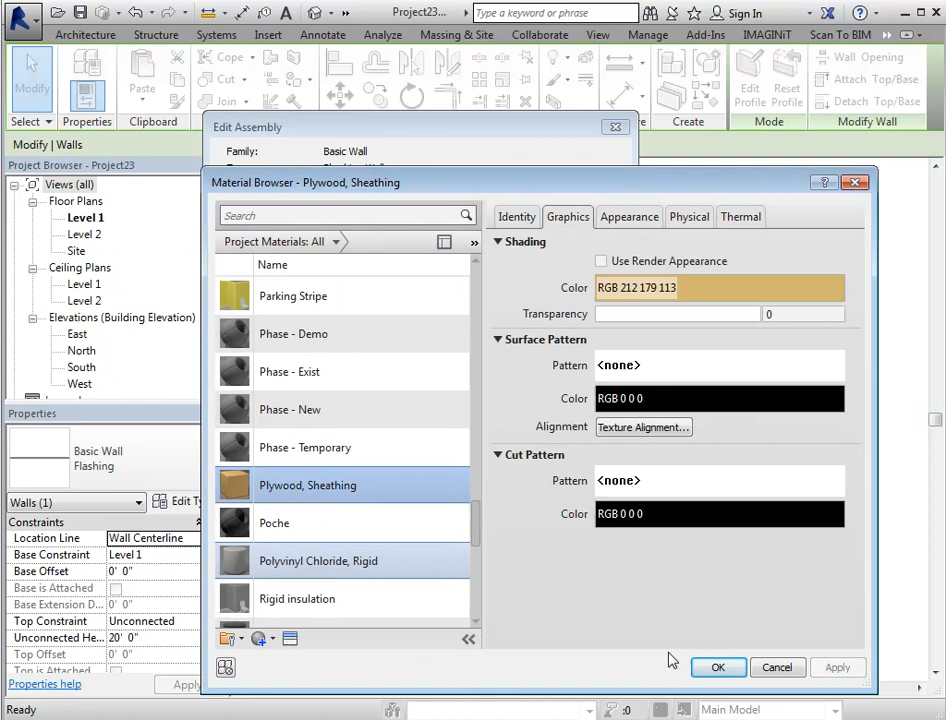 Project23...
Type a keyword or phrase
Sign In
Architecture Structure Systems Insert Annotate Analyze Massing & Site Collaborate View Manage Add-Ins IMAGINiT Scan To BIM
Modify
Properties
Paste
Cope
Cut
Join
Edit Profile
Reset Profile
Wall Opening
Attach Top/Base
Detach Top/Base
Select Properties Clipboard Create Mode Modify Wall
Modify | Walls
Project Browser - Project23
Views (all)
Floor Plans
Level 1
Level 2
Site
Ceiling Plans
Level 1
Level 2
Elevations (Building Elevation)
East
North
South
West
Properties
Basic Wall
Flashing
Walls (1) Edit Ty
Constraints
Location Line Wall Centerline
Base Constraint Level 1
Base Offset 0' 0"
Base is Attached
Base Extension D...
Top Constraint Unconnected
Unconnected He... 20' 0"
Top Offset 0' 0"
Top is Attached
Properties help Apply
Edit Assembly
Family: Basic Wall
Material Browser - Plywood, Sheathing
Search
Project Materials: All
Name
Parking Stripe
Phase - Demo
Phase - Exist
Phase - New
Phase - Temporary
Plywood, Sheathing
Poche
Polyvinyl Chloride, Rigid
Rigid insulation
Identity Graphics Appearance Physical Thermal
Shading
Use Render Appearance
Color RGB 212 179 113
Transparency 0
Surface Pattern
Pattern <none>
Color RGB 0 0 0
Alignment Texture Alignment...
Cut Pattern
Pattern <none>
Color RGB 0 0 0
OK Cancel Apply
Ready :0 Main Model